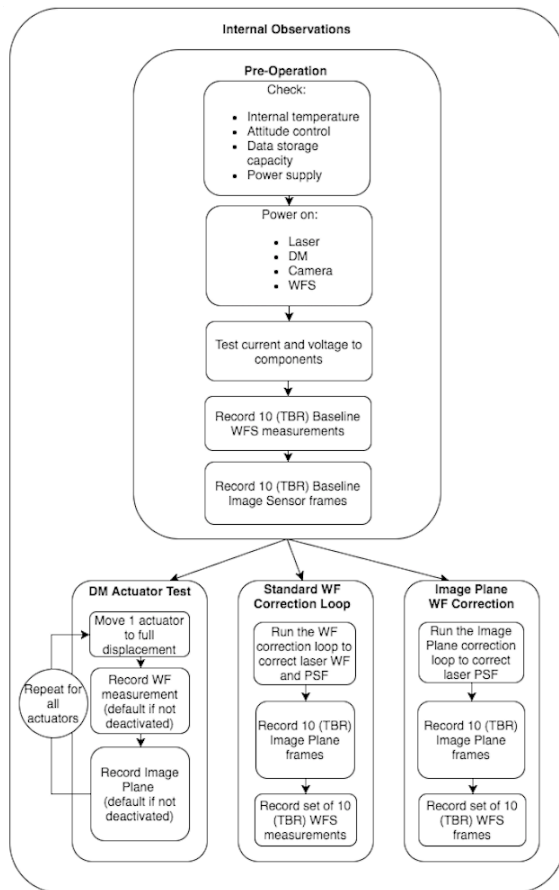 Internal Observations
Pre-Operation
Check:
• Internal temperature
• Attitude control
• Data storage
capacity
• Power supply
Power on:
• Laser
• DM
• Camera
• WFS
Test current and voltage to
components
Record 10 (TBR) Baseline
WFS measurements
Record 10 (TBR) Baseline
Image Sensor frames
DM Actuator Test
Move 1 actuator
to full
displacement
Record WF
measurement
(default if not
deactivated)
Record Image
Plane
(default if not
deactivated)
Repeat for
all
actuators
Standard WF
Correction Loop
Run the WF
correction loop to
correct laser WF
and PSF
Record 10 (TBR)
Image Plane
frames
Record set of 10
(TBR) WFS
measurements
Image Plane
WF Correction
Run the Image
Plane correction
loop to correct
laser PSF
Record 10 (TBR)
Image Plane
frames
Record set of 10
(TBR) WFS
frames